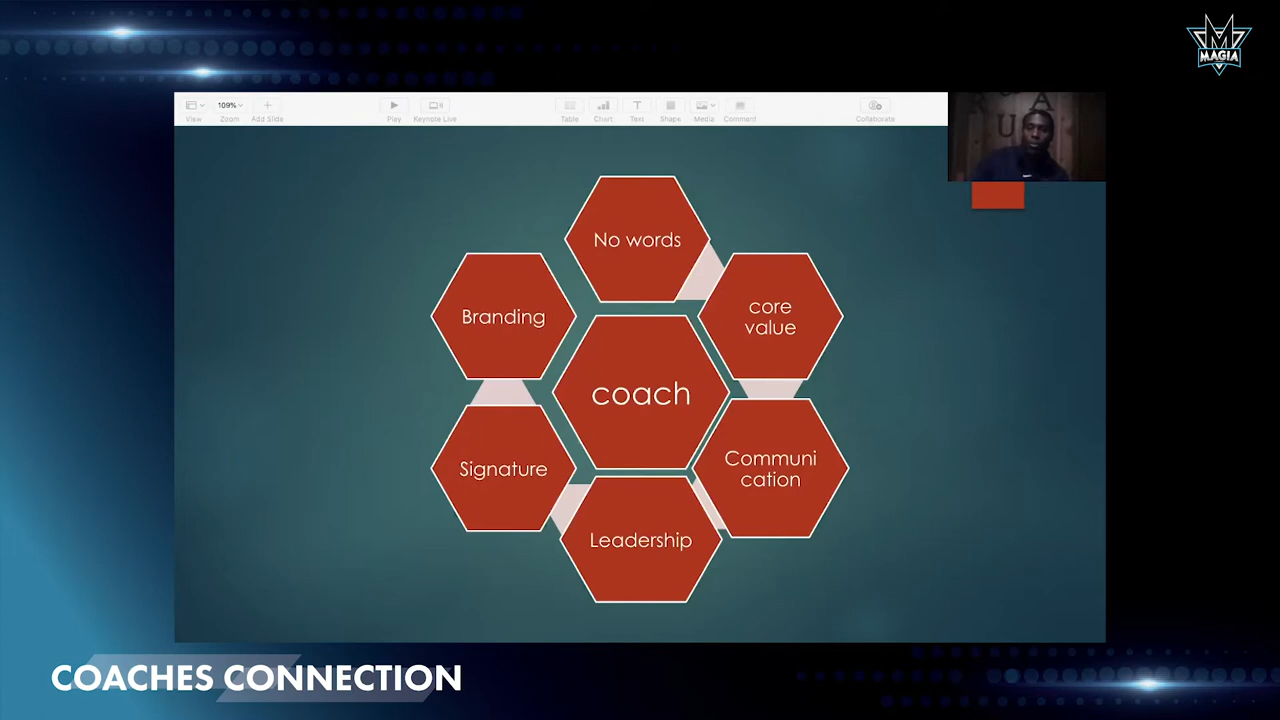 M
MAGIA
109%
View
Zoom
Add Slide
Play
Keynote Live
Table
Chart
Text
Shape
Media
Comment
Collaborate
U
A
No words
Branding
core
value
coach
Signature
Communi
cation
Leadership
COACHES CONNECTION